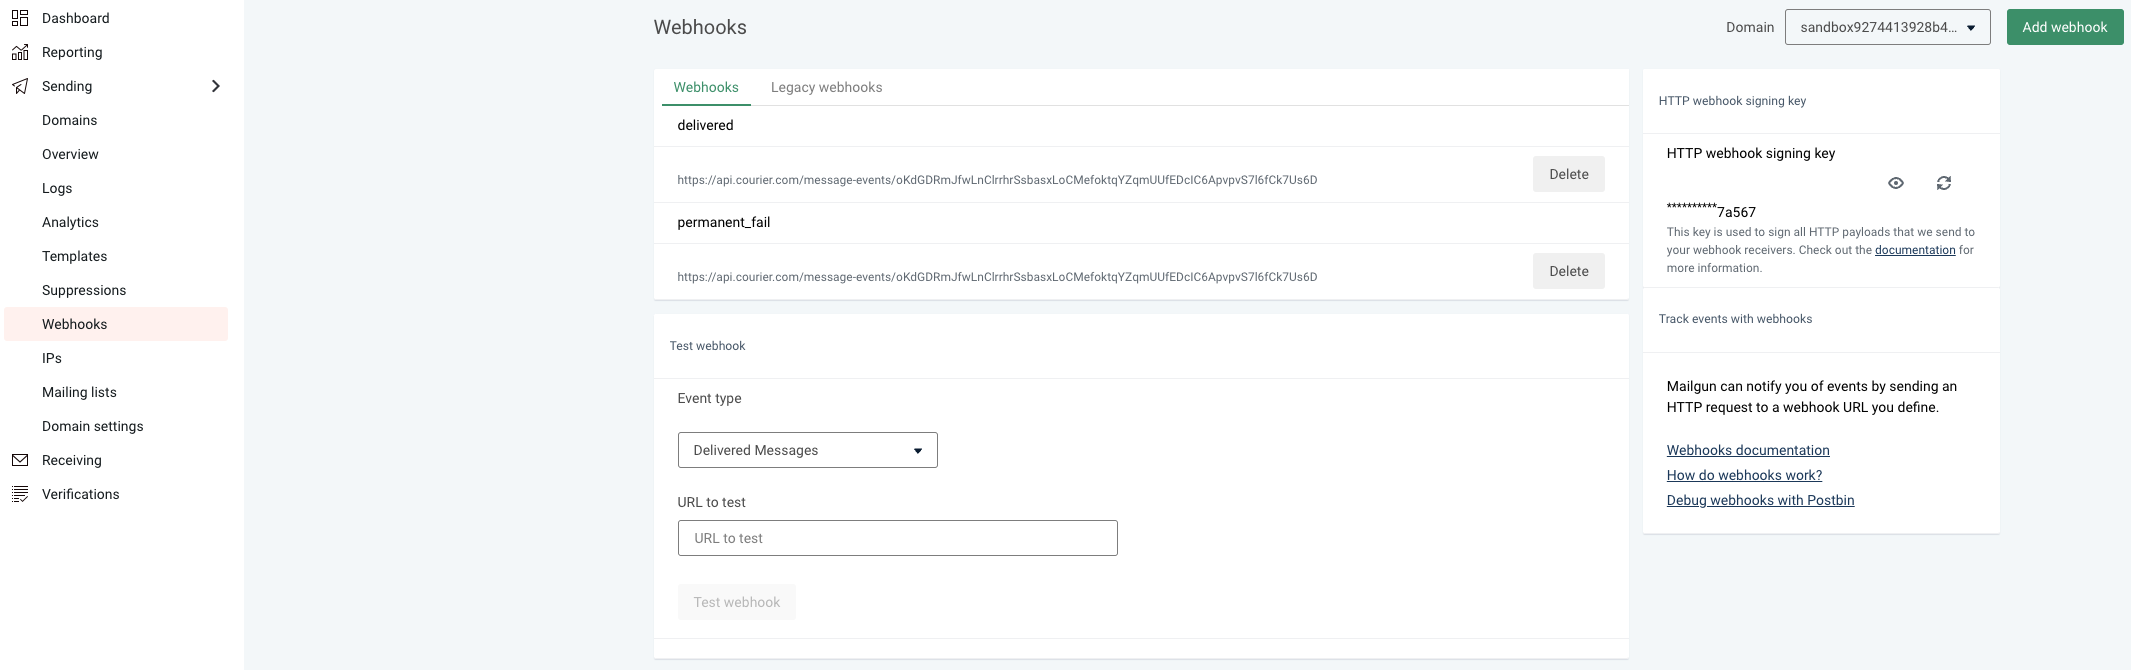 Dashboard
Reporting
Sending
Domains
Overview
Logs
Analytics
Templates
Suppressions
Webhooks
IPs
Mailing lists
Domain settings
Receiving
Verifications
Webhooks
Domain
sandbox9274413928b4...
Add webhook
Webhooks
Legacy webhooks
delivered
https://api.courier.com/message-events/oKdGDRmJfwLnClrrhrSsbasxLoCMefoktqYZqmUUfEDcIC6ApvpvS7l6fCk7Us6D
Delete
permanent_fail
https://api.courier.com/message-events/oKdGDRmJfwLnClrrhrSsbasxLoCMefoktqYZqmUUfEDcIC6ApvpvS7l6fCk7Us6D
Delete
Test webhook
Event type
Delivered Messages
URL to test
URL to test
Test webhook
HTTP webhook signing key
HTTP webhook signing key
**********7a567
This key is used to sign all HTTP payloads that we send to
your webhook receivers. Check out the documentation for
more information.
Track events with webhooks
Mailgun can notify you of events by sending an
HTTP request to a webhook URL you define.
Webhooks documentation
How do webhooks work?
Debug webhooks with Postbin